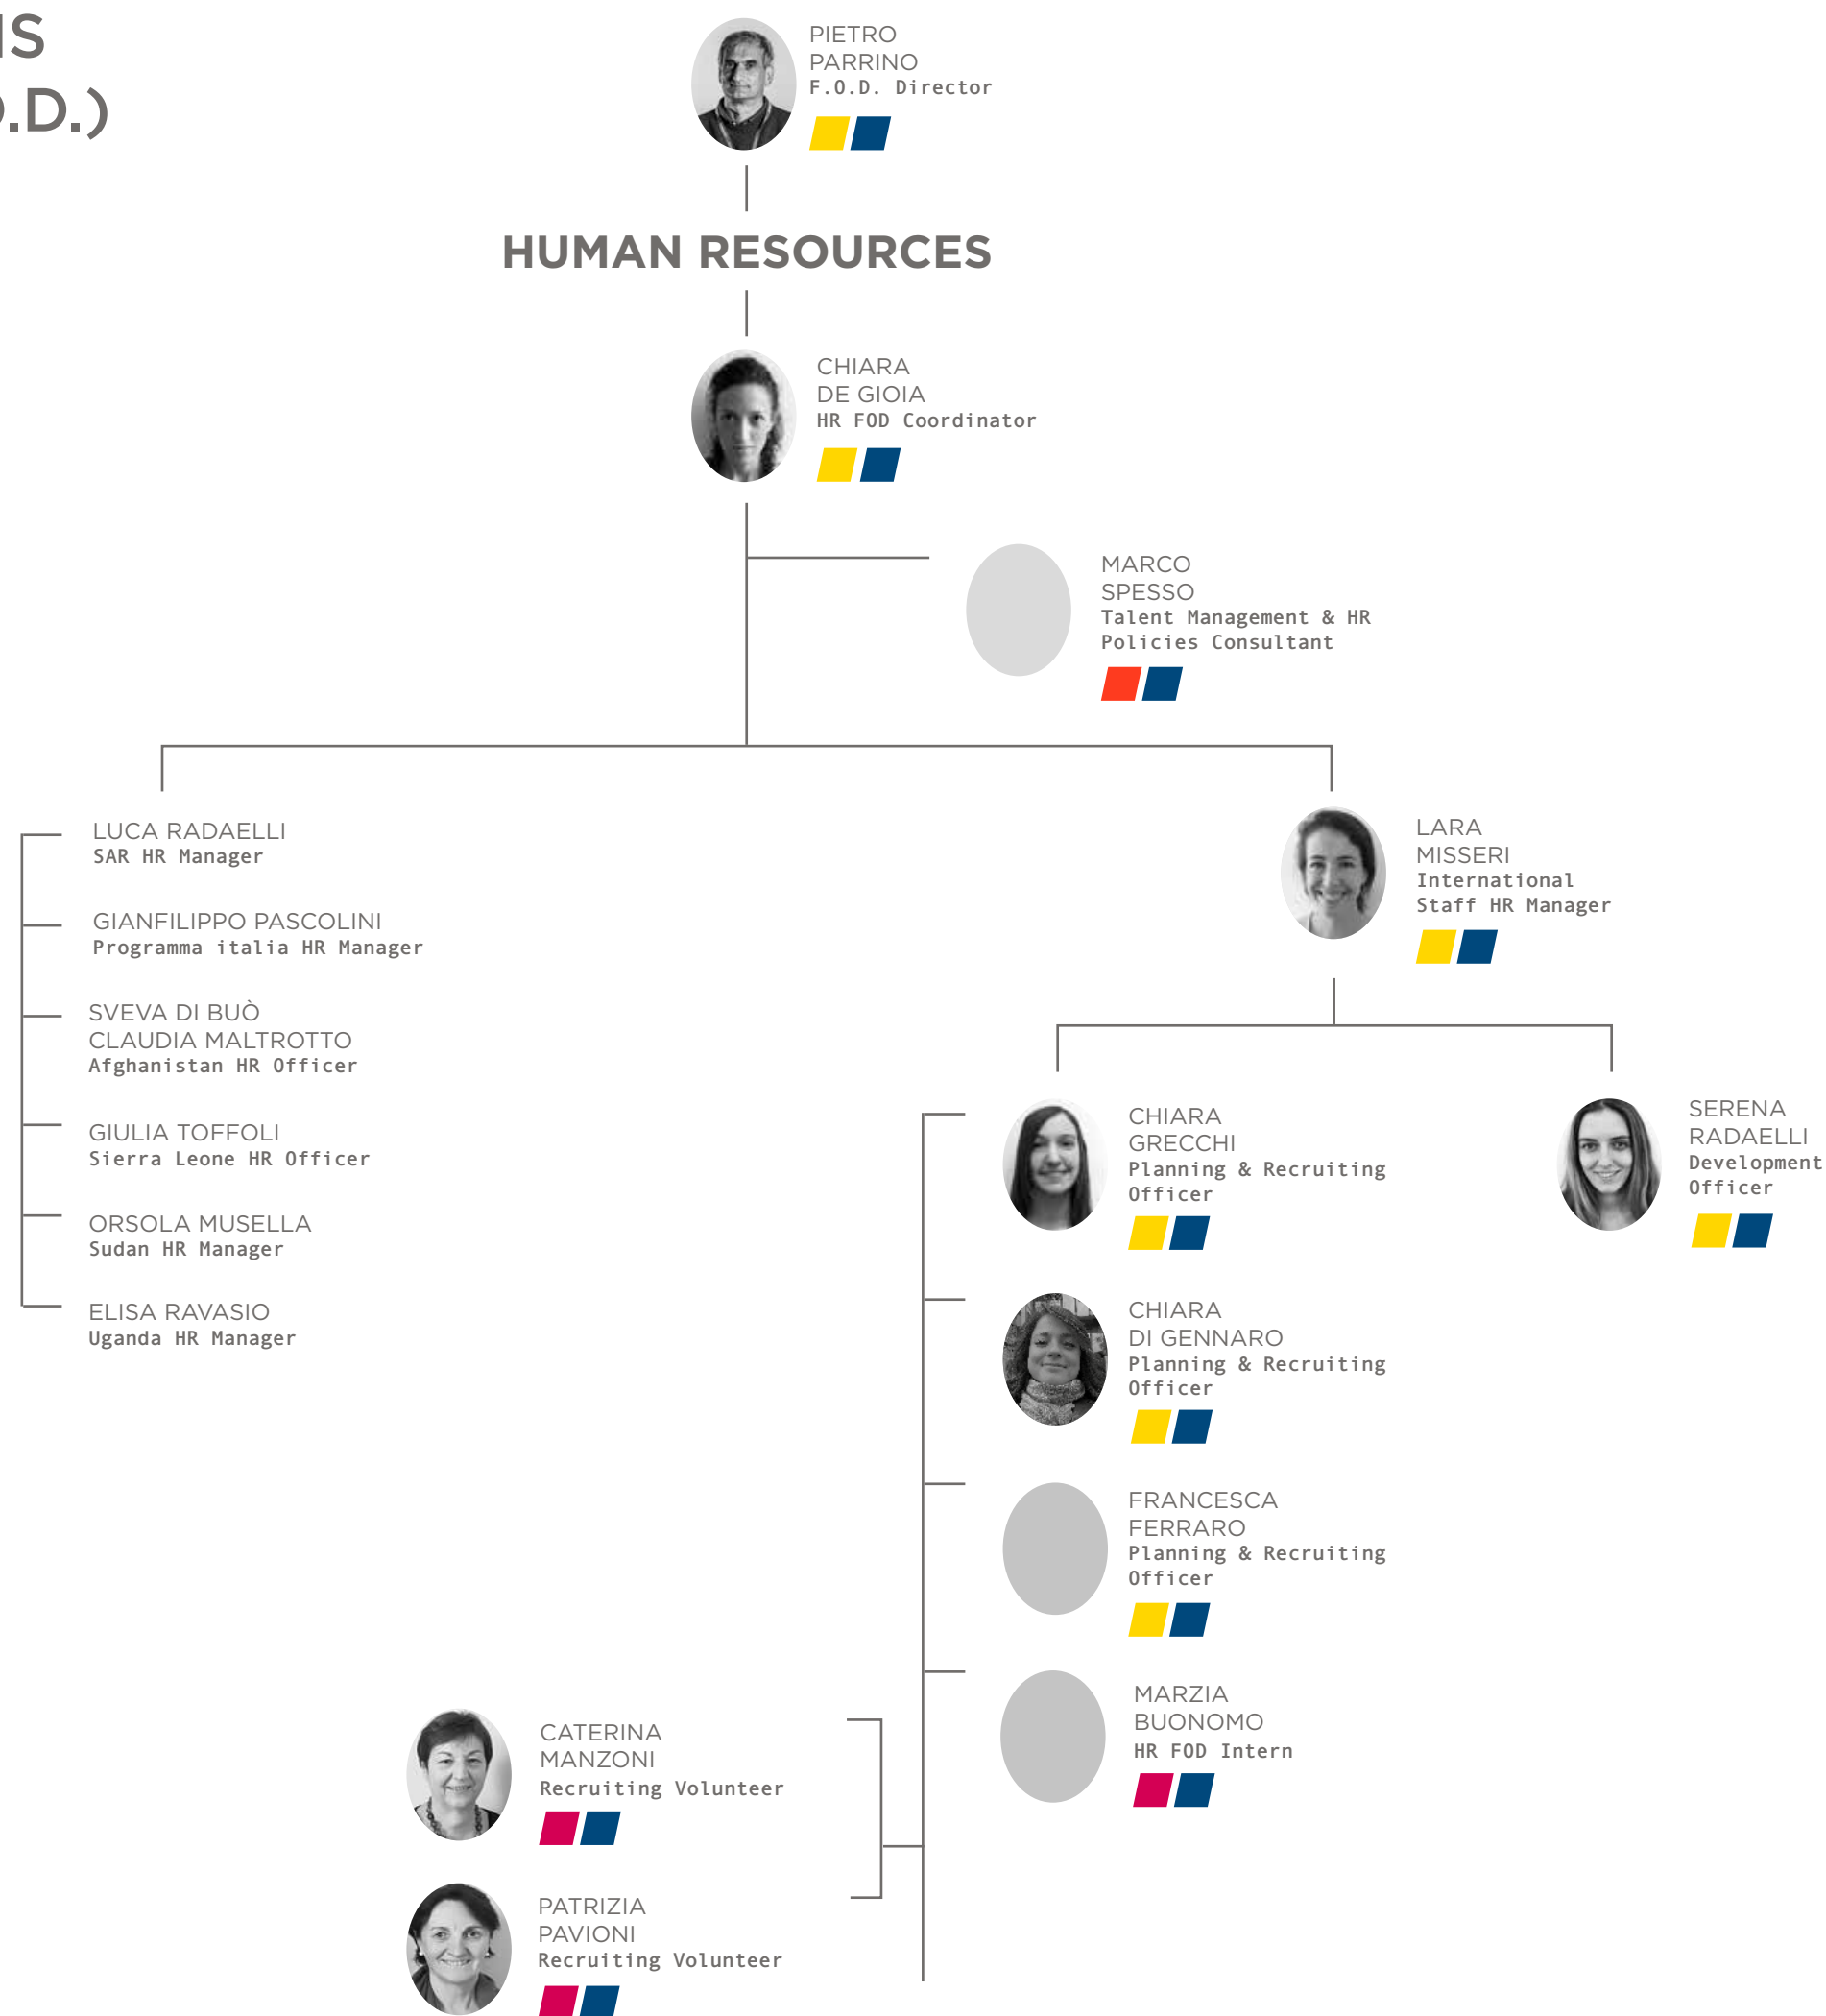 O.D.)
PIETRO
PARRINO
F.O.D. Director
HUMAN RESOURCES
CHIARA
DE GIOIA
HR FOD Coordinator
MARCO
SPESSO
Talent Management & HR
Policies Consultant
LUCA RADAELLI
SAR HR Manager
GIANFILIPPO PASCOLINI
Programma italia HR Manager
SVEVA DI BUÒ
CLAUDIA MALTROTTO
Afghanistan HR Officer
GIULIA TOFFOLI
Sierra Leone HR Officer
ORSOLA MUSELLA
Sudan HR Manager
ELISA RAVASIO
Uganda HR Manager
LARA
MISSERI
International
Staff HR Manager
CHIARA
GRECCHI
Planning & Recruiting
Officer
SERENA
RADAELLI
Development
Officer
CHIARA
DI GENNARO
Planning & Recruiting
Officer
FRANCESCA
FERRARO
Planning & Recruiting
Officer
MARZIA
BUONOMO
HR FOD Intern
CATERINA
MANZONI
Recruiting Volunteer
PATRIZIA
PAVIONI
Recruiting Volunteer